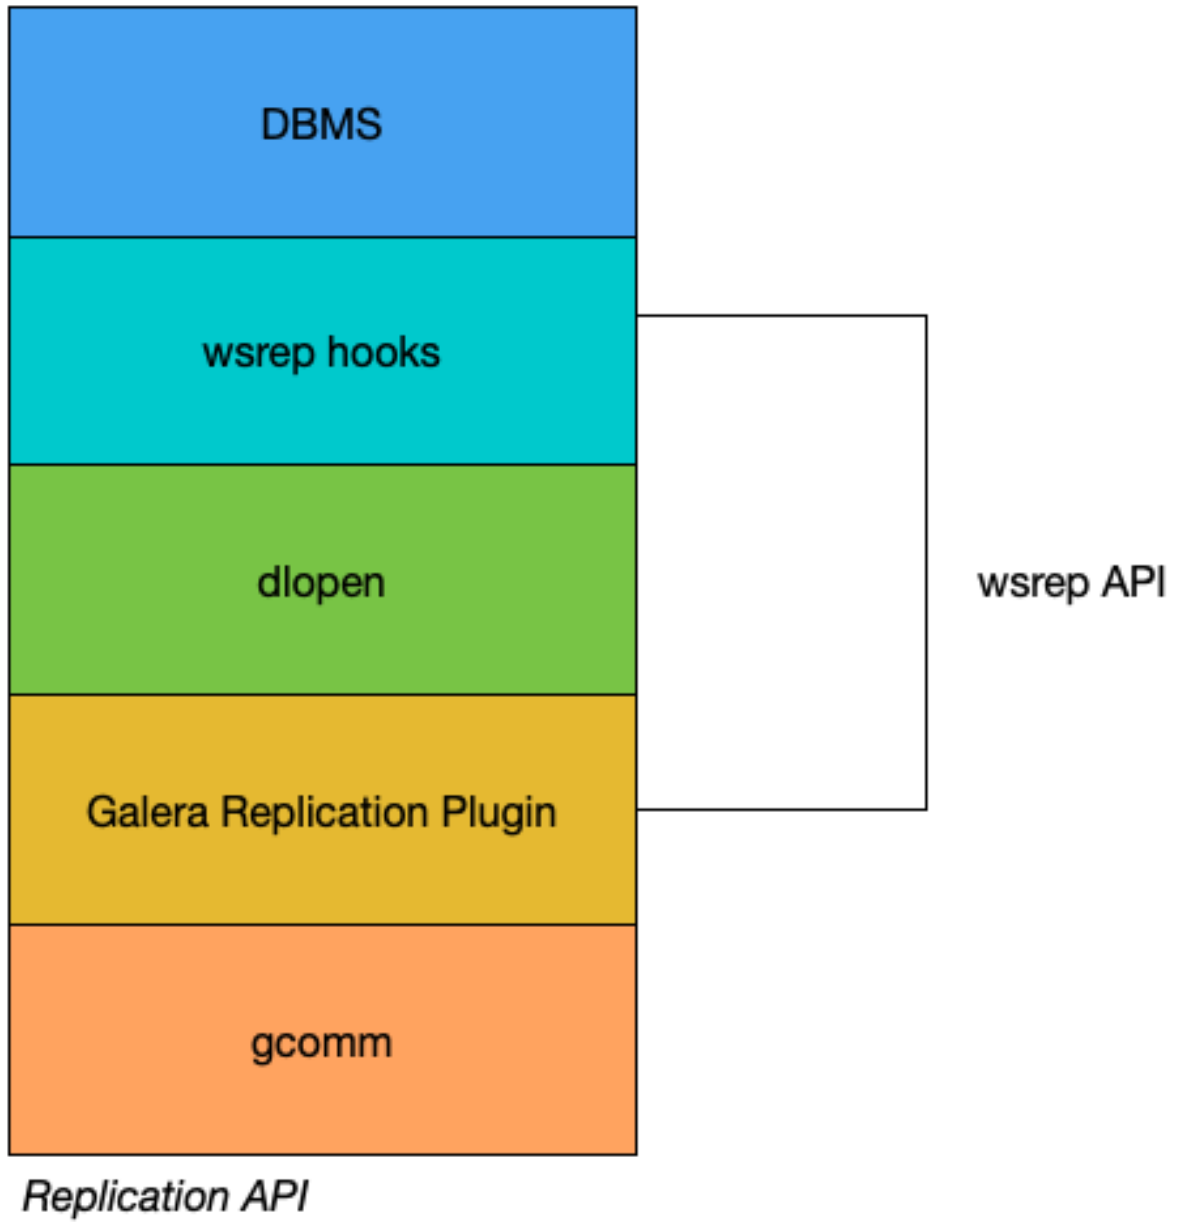 DBMS
wsrep hooks
dlopen
wsrep API
Galera Replication Plugin
gcomm
Replication API